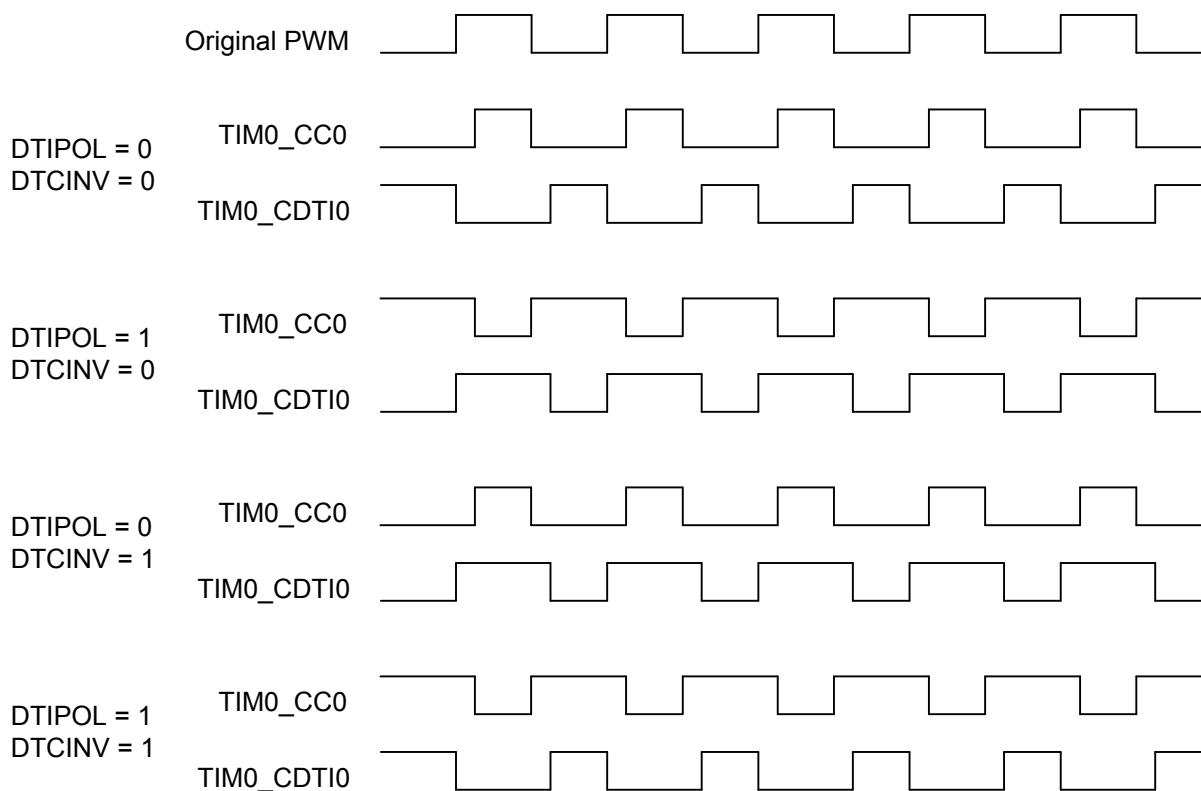 Original PWM
DTIPOL = 0
DTCINV = 0
TIM0_CC0
TIM0_CDTI0
DTIPOL = 1
DTCINV = 0
TIM0_CC0
TIM0_CDTI0
DTIPOL = 0
DTCINV = 1
TIM0_CC0
TIM0_CDTI0
DTIPOL = 1
DTCINV = 1
TIM0_CC0
TIM0_CDTI0